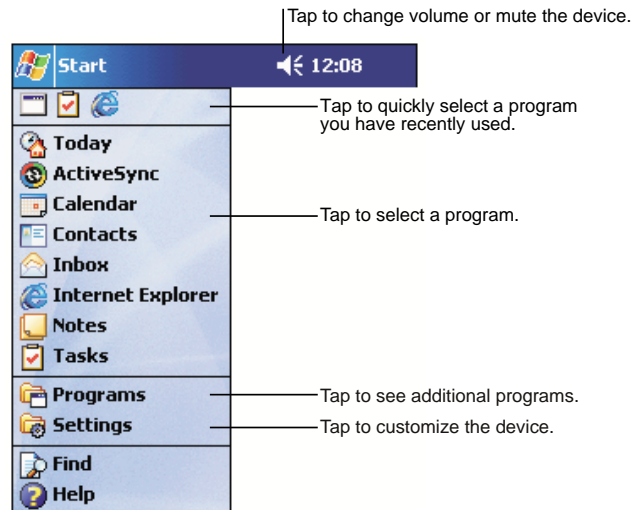 Tap to change volume or mute the device.
Start 12:08
Tap to quickly select a program
you have recently used.
Today
ActiveSync
Calendar
Tap to select a program.
Contacts
Inbox
Internet Explorer
Notes
Tasks
Programs
Tap to see additional programs.
Settings
Tap to customize the device.
Find
Help